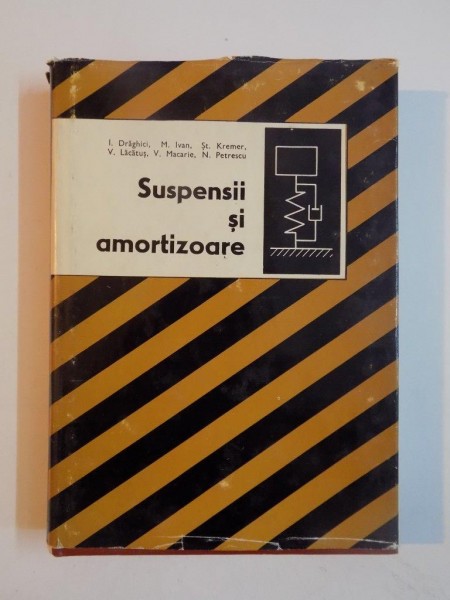 I. Drăghici, M. Ivan, Șt. Kremer,
V. Lăcătuș, V. Macarie, N. Petrescu
Suspensii
și
amortizoare